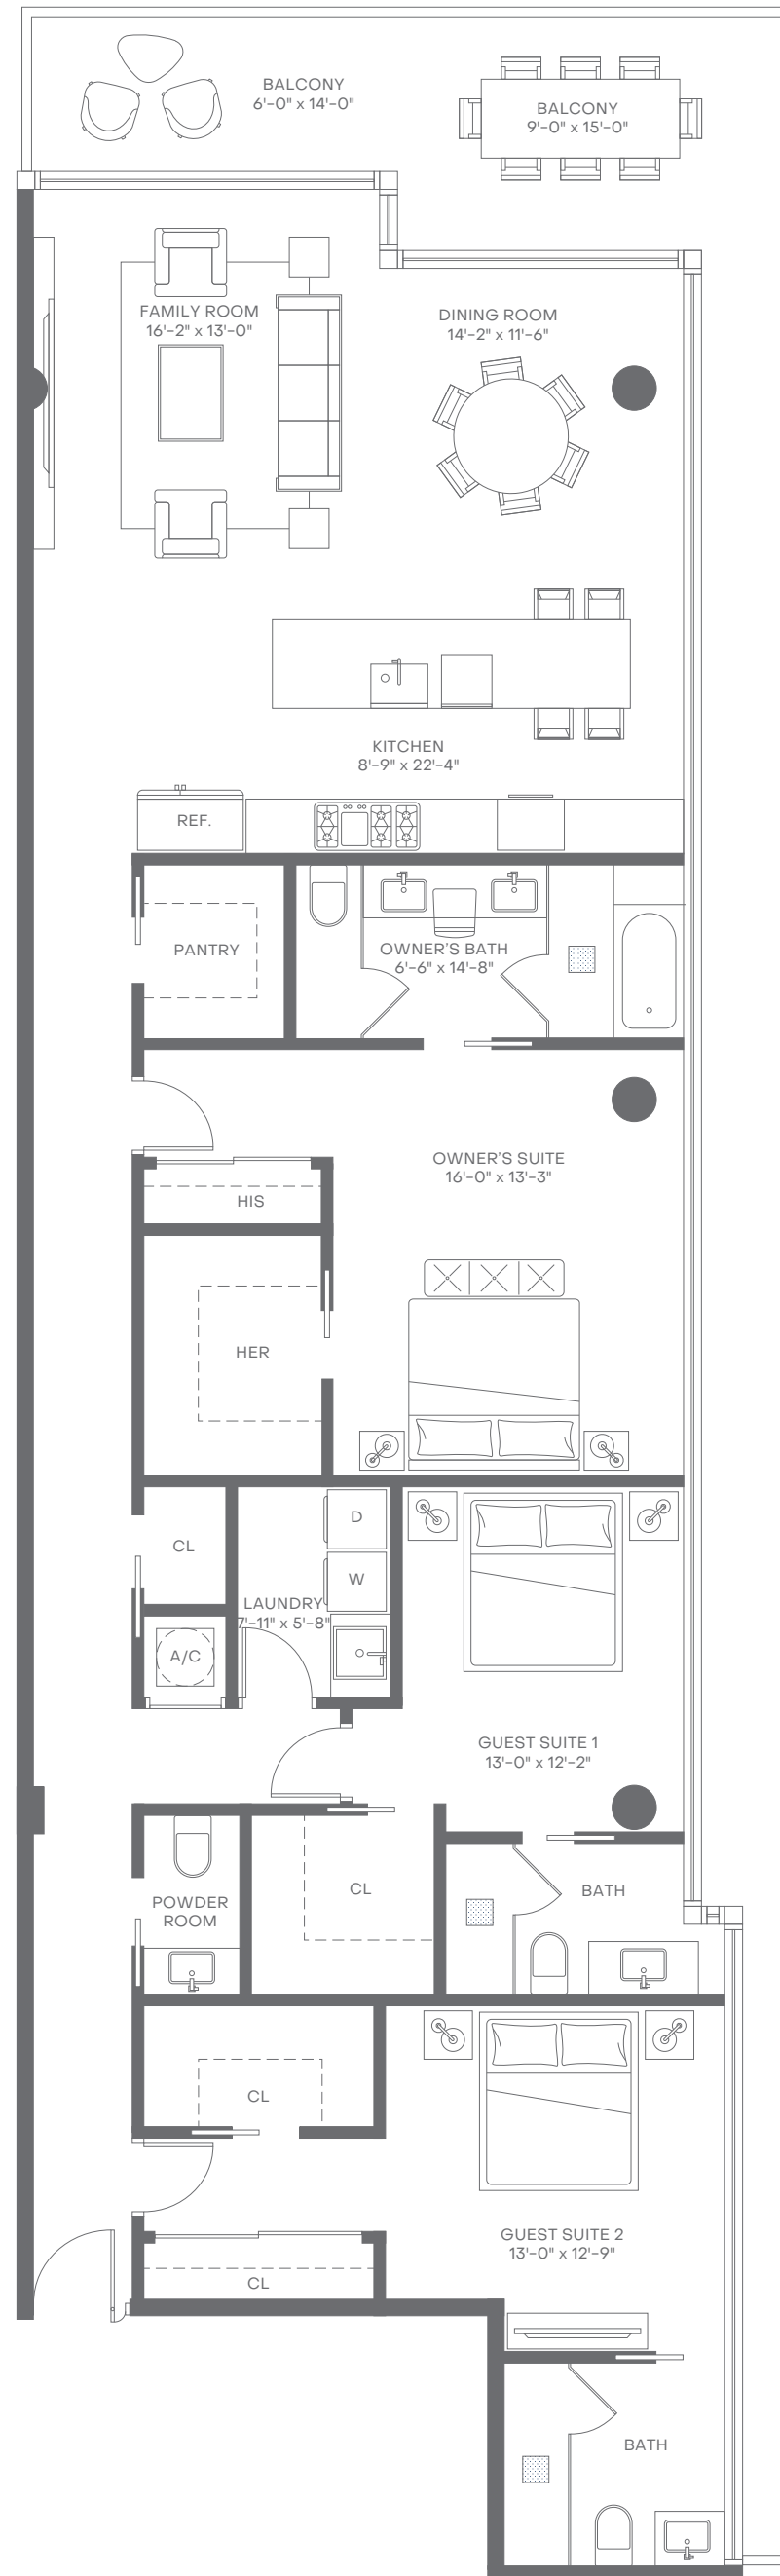 BALCONY
6'-0" x 14'-0"
BALCONY
9'-0" x 15'-0"
FAMILY ROOM
16'-2" x 13'-0"
DINING ROOM
14'-2" x 11'-6"
KITCHEN
8'-9" x 22'-4"
REF.
PANTRY
OWNER'S BATH
6'-6" x 14'-8"
OWNER'S SUITE
16'-0" x 13'-3"
HIS
HER
CL
D
W
LAUNDRY
7'-11" x 5'-8"
A/C
GUEST SUITE 1
13'-0" x 12'-2"
POWDER
ROOM
CL
BATH
CL
GUEST SUITE 2
13'-0" x 12'-9"
CL
BATH